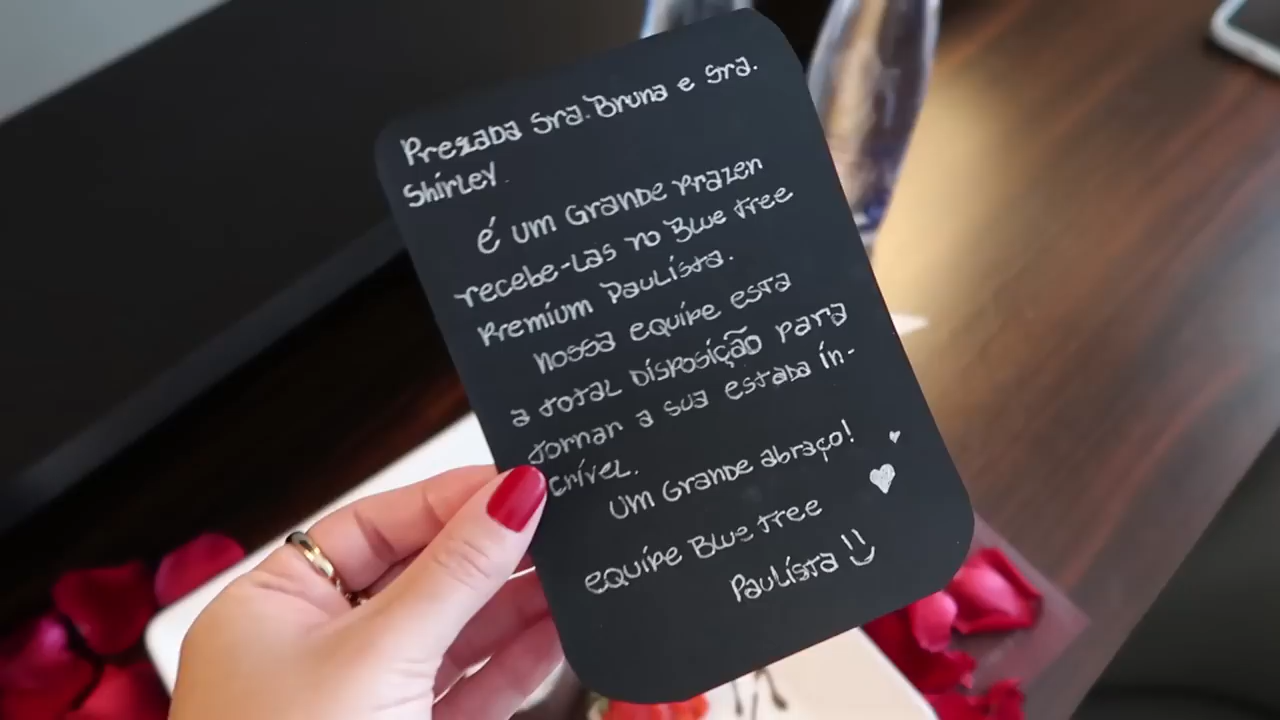 Prezada Sra. Bruna e Sra.
Shirley.
É um Grande prazer
recebe-las no Blue tree
Premium Paulista.
nossa equipe esta
a total disposição para
tornar a sua estada in-
crível.
um Grande abraço!
equipe Blue tree
Paulista